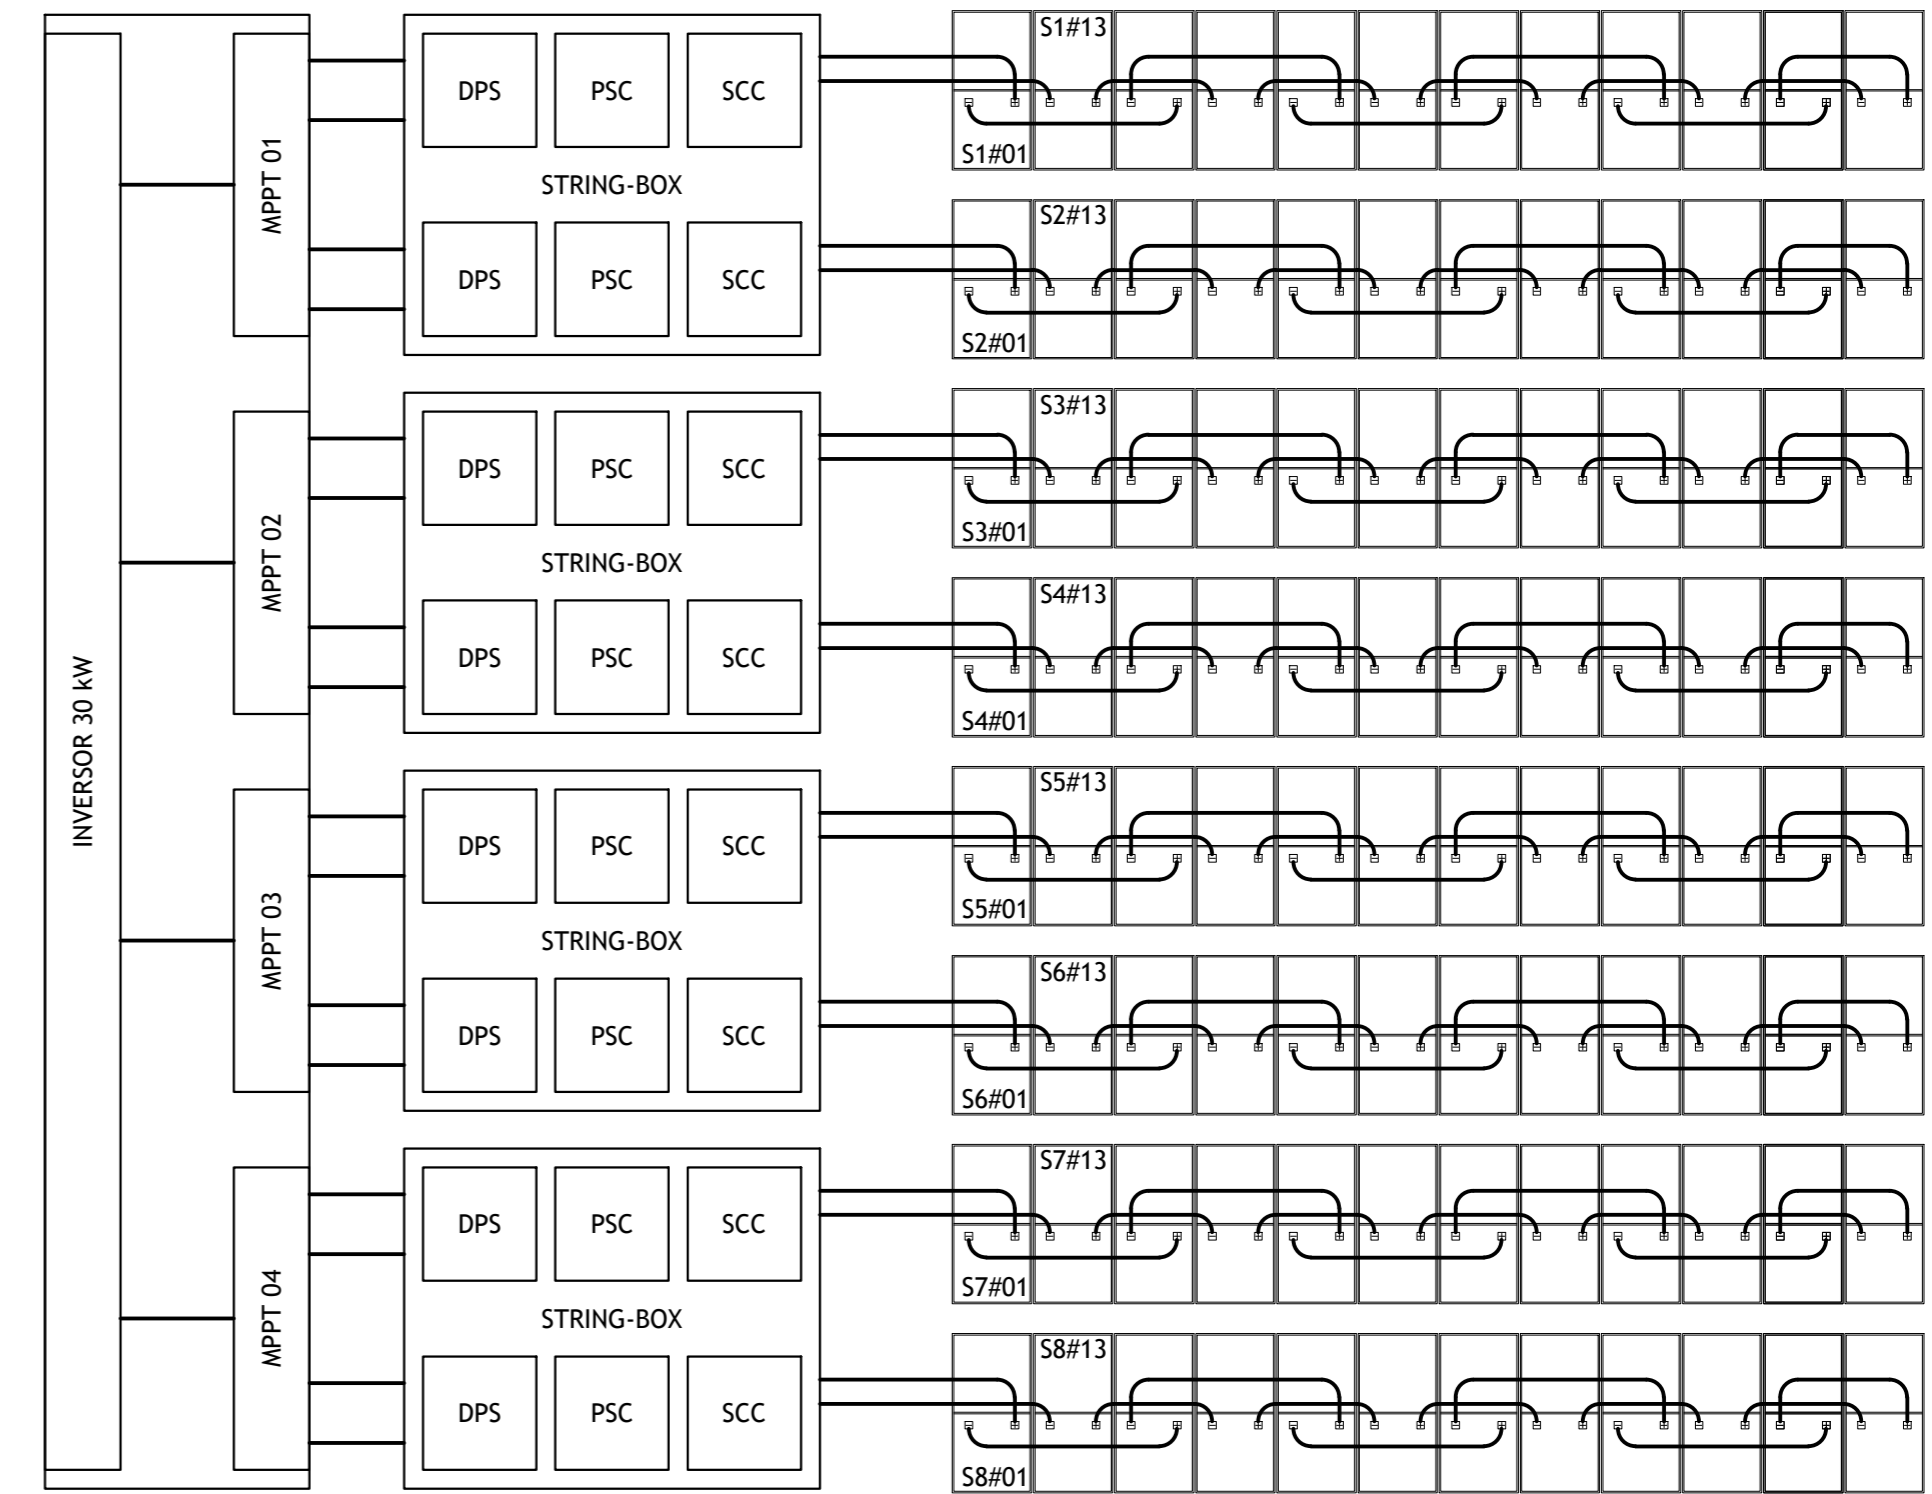 INVERSOR 30 kW
MPPT 01
DPS PSC SCC
STRING-BOX
DPS PSC SCC
S1#13
S1#01
S2#13
S2#01
MPPT 02
DPS PSC SCC
STRING-BOX
DPS PSC SCC
S3#13
S3#01
S4#13
S4#01
MPPT 03
DPS PSC SCC
STRING-BOX
DPS PSC SCC
S5#13
S5#01
S6#13
S6#01
MPPT 04
DPS PSC SCC
STRING-BOX
DPS PSC SCC
S7#13
S7#01
S8#13
S8#01